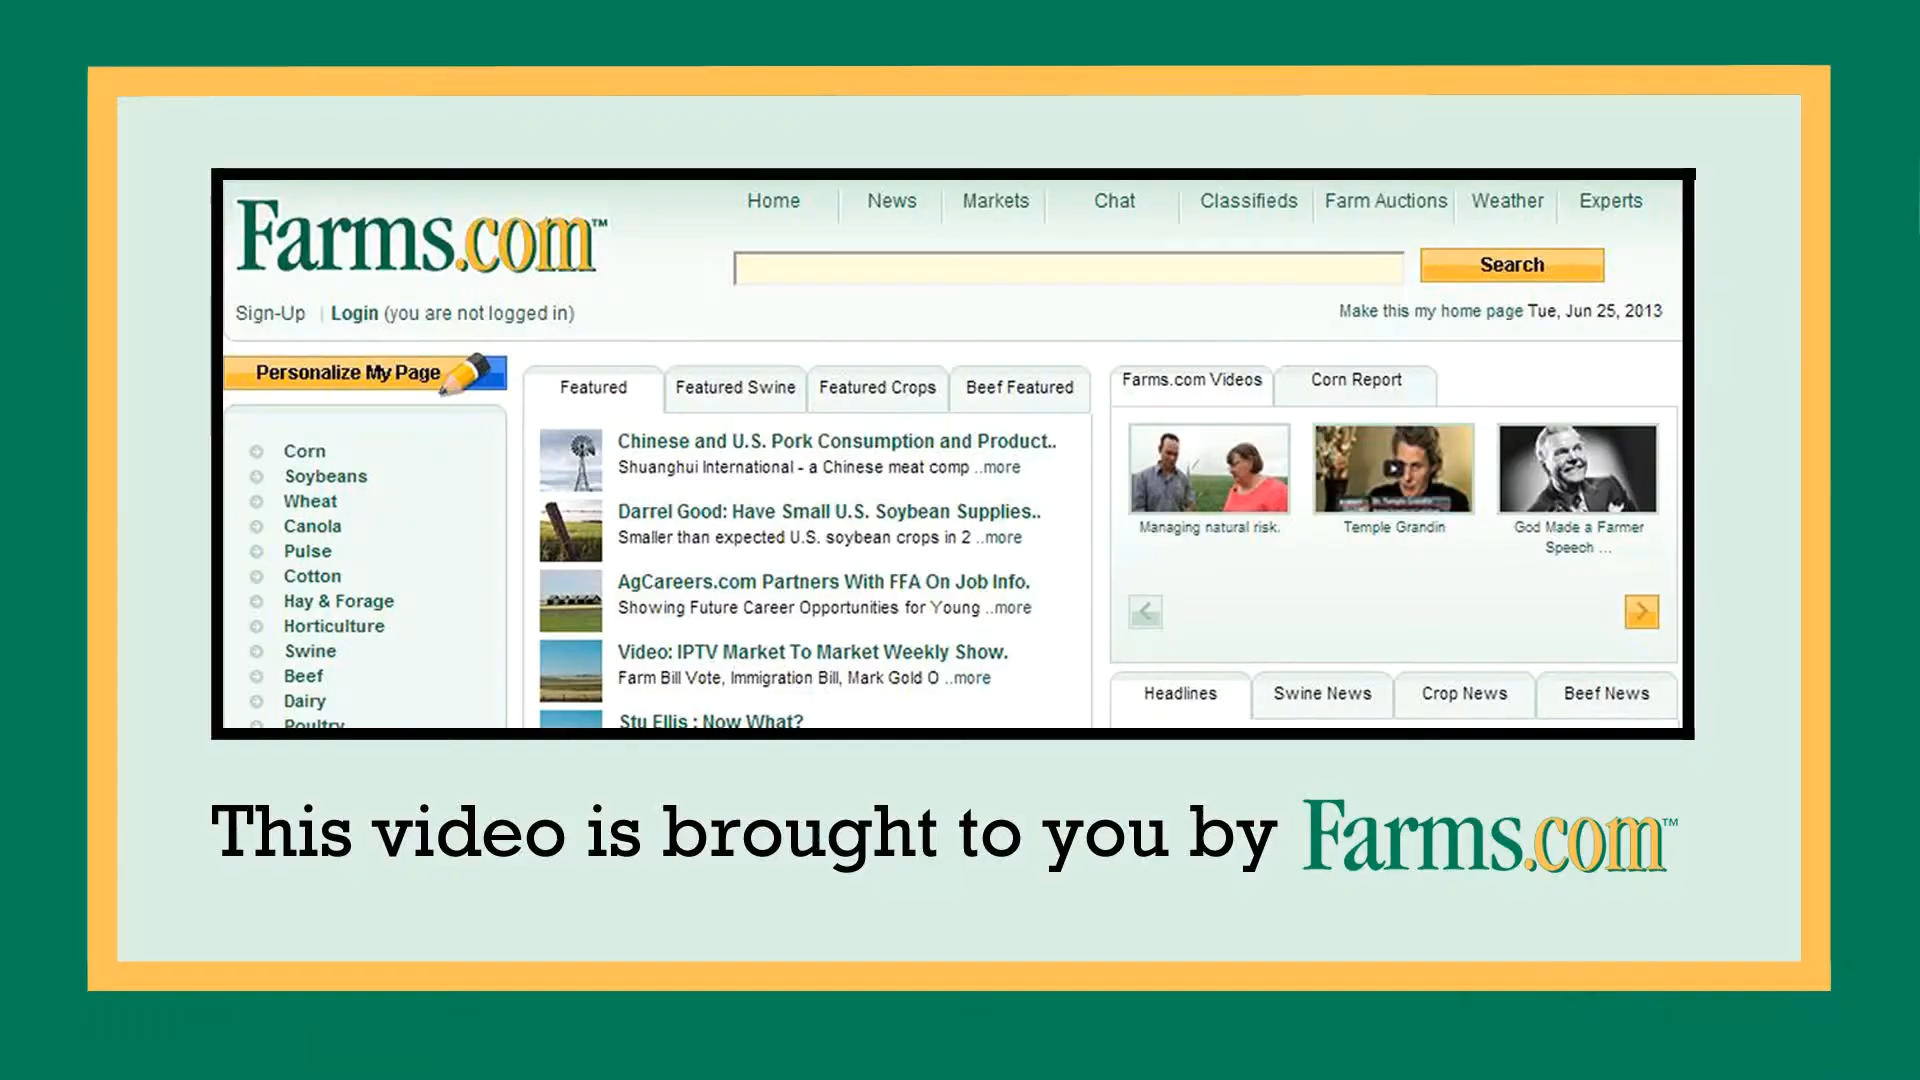 Farms.com™
Home News Markets Chat Classifieds Farm Auctions Weather Experts
Search
Sign-Up | Login (you are not logged in)
Make this my home page Tue, Jun 25, 2013
Personalize My Page
Corn
Soybeans
Wheat
Canola
Pulse
Cotton
Hay & Forage
Horticulture
Swine
Beef
Dairy
Poultry
Featured Featured Swine Featured Crops Beef Featured
Chinese and U.S. Pork Consumption and Product..
Shuanghui International - a Chinese meat comp ..more
Darrel Good: Have Small U.S. Soybean Supplies..
Smaller than expected U.S. soybean crops in 2 ..more
AgCareers.com Partners With FFA On Job Info.
Showing Future Career Opportunities for Young ..more
Video: IPTV Market To Market Weekly Show.
Farm Bill Vote, Immigration Bill, Mark Gold O ..more
Stu Ellis : Now What?
Farms.com Videos Corn Report
Managing natural risk.
Temple Grandin
God Made a Farmer
Speech ...
Headlines Swine News Crop News Beef News
This video is brought to you by Farms.com™